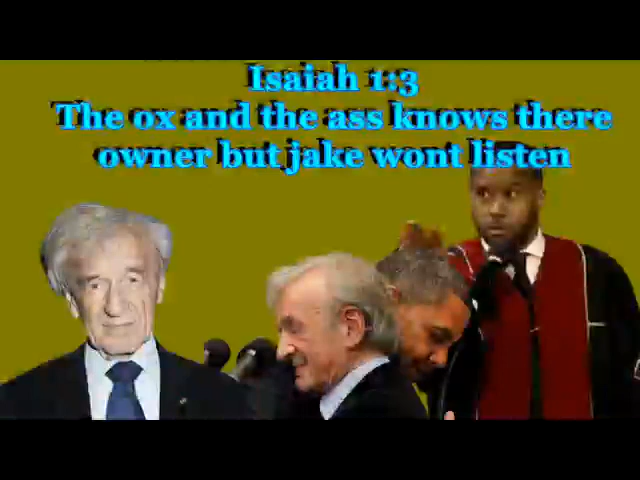 Isaiah 1:3
The ox and the ass knows there
owner but jake wont listen